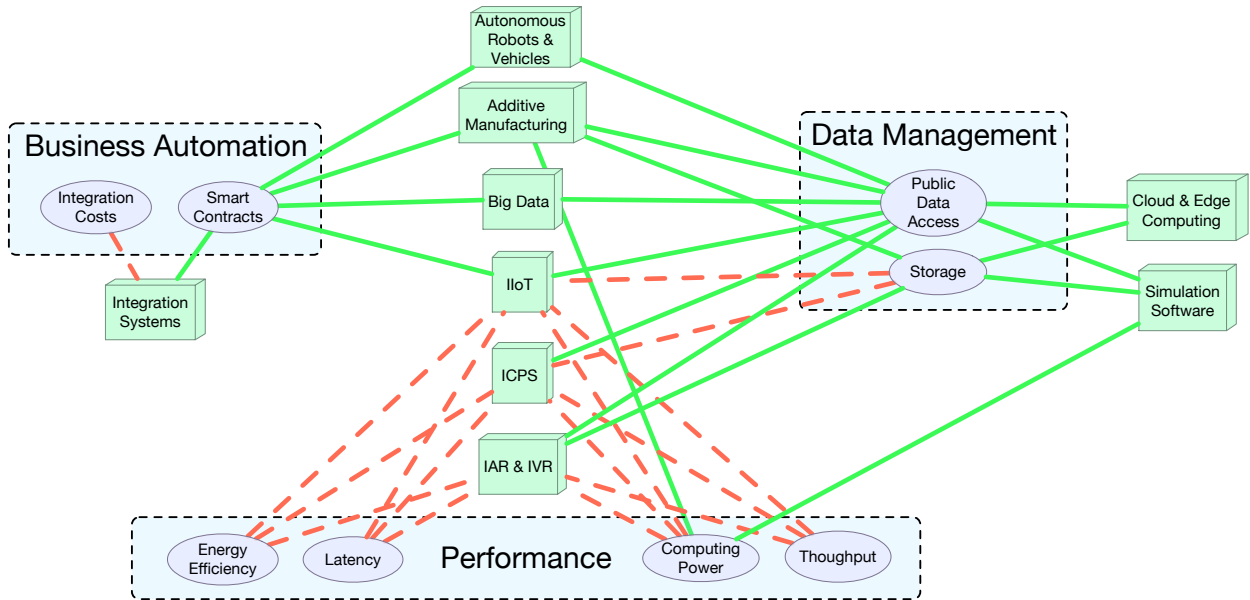 Autonomous
Robots &
Vehicles
Additive
Manufacturing
Business Automation
Data Management
Integration
Costs
Smart
Contracts
Big Data
Public
Data
Access
Cloud & Edge
Computing
IIoT
Storage
Integration
Systems
Simulation
Software
ICPS
IAR & IVR
Energy
Efficiency
Latency
Performance
Computing
Power
Thoughput